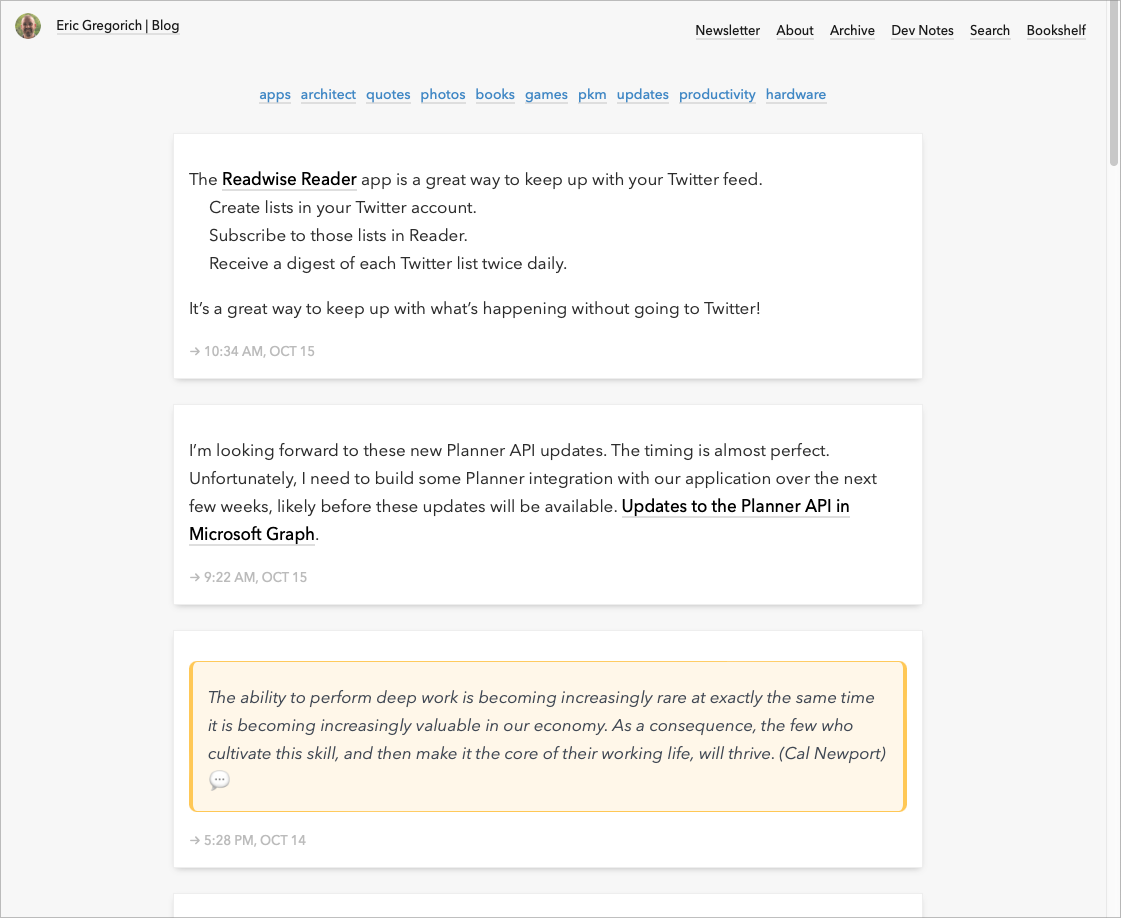 Eric Gregorich | Blog
Newsletter About Archive Dev Notes Search Bookshelf
apps architect quotes photos books games pkm updates productivity hardware
The Readwise Reader app is a great way to keep up with your Twitter feed.
Create lists in your Twitter account.
Subscribe to those lists in Reader.
Receive a digest of each Twitter list twice daily.
It’s a great way to keep up with what’s happening without going to Twitter!
→ 10:34 AM, OCT 15
I’m looking forward to these new Planner API updates. The timing is almost perfect.
Unfortunately, I need to build some Planner integration with our application over the next
few weeks, likely before these updates will be available. Updates to the Planner API in
Microsoft Graph.
→ 9:22 AM, OCT 15
The ability to perform deep work is becoming increasingly rare at exactly the same time
it is becoming increasingly valuable in our economy. As a consequence, the few who
cultivate this skill, and then make it the core of their working life, will thrive. (Cal Newport)
💬
→ 5:28 PM, OCT 14